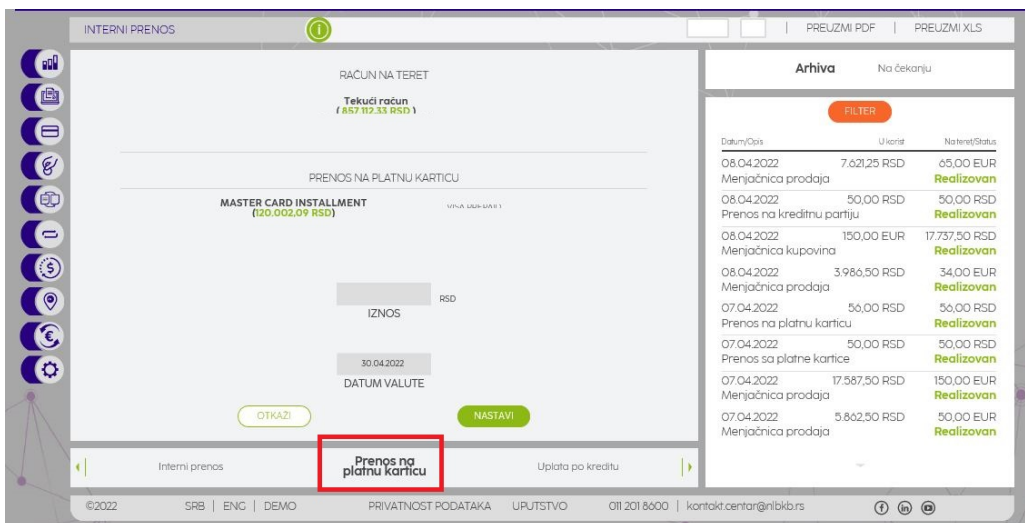 INTERNI PRENOS
PREUZMI PDF | PREUZMI XLS
RAČUN NA TERET
Tekući račun
(857.112,33 RSD)
PRENOS NA PLATNU KARTICU
MASTER CARD INSTALLMENT
(120.002,09 RSD)
RSD
IZNOS
30.04.2022
DATUM VALUTE
OTKAŽI
NASTAVI
Interni prenos
Prenos na
platnu karticu
Uplata po kreditu
Arhiva
Na čekanju
FILTER
Datum/Opis U korist Na teret/Status
08.04.2022 7.621,25 RSD 65,00 EUR
Menjačnica prodaja Realizovan
08.04.2022 50,00 RSD 50,00 RSD
Prenos na kreditnu partiju Realizovan
08.04.2022 150,00 EUR 17.737,50 RSD
Menjačnica kupovina Realizovan
08.04.2022 3.986,50 RSD 34,00 EUR
Menjačnica prodaja Realizovan
07.04.2022 56,00 RSD 56,00 RSD
Prenos na platnu karticu Realizovan
07.04.2022 50,00 RSD 50,00 RSD
Prenos sa platne kartice Realizovan
07.04.2022 17.587,50 RSD 150,00 EUR
Menjačnica prodaja Realizovan
07.04.2022 5.862,50 RSD 50,00 EUR
Menjačnica prodaja Realizovan
©2022 SRB | ENG | DEMO PRIVATNOST PODATAKA UPUTSTVO 011 201 8600 | kontakt.centar@nlbkb.rs